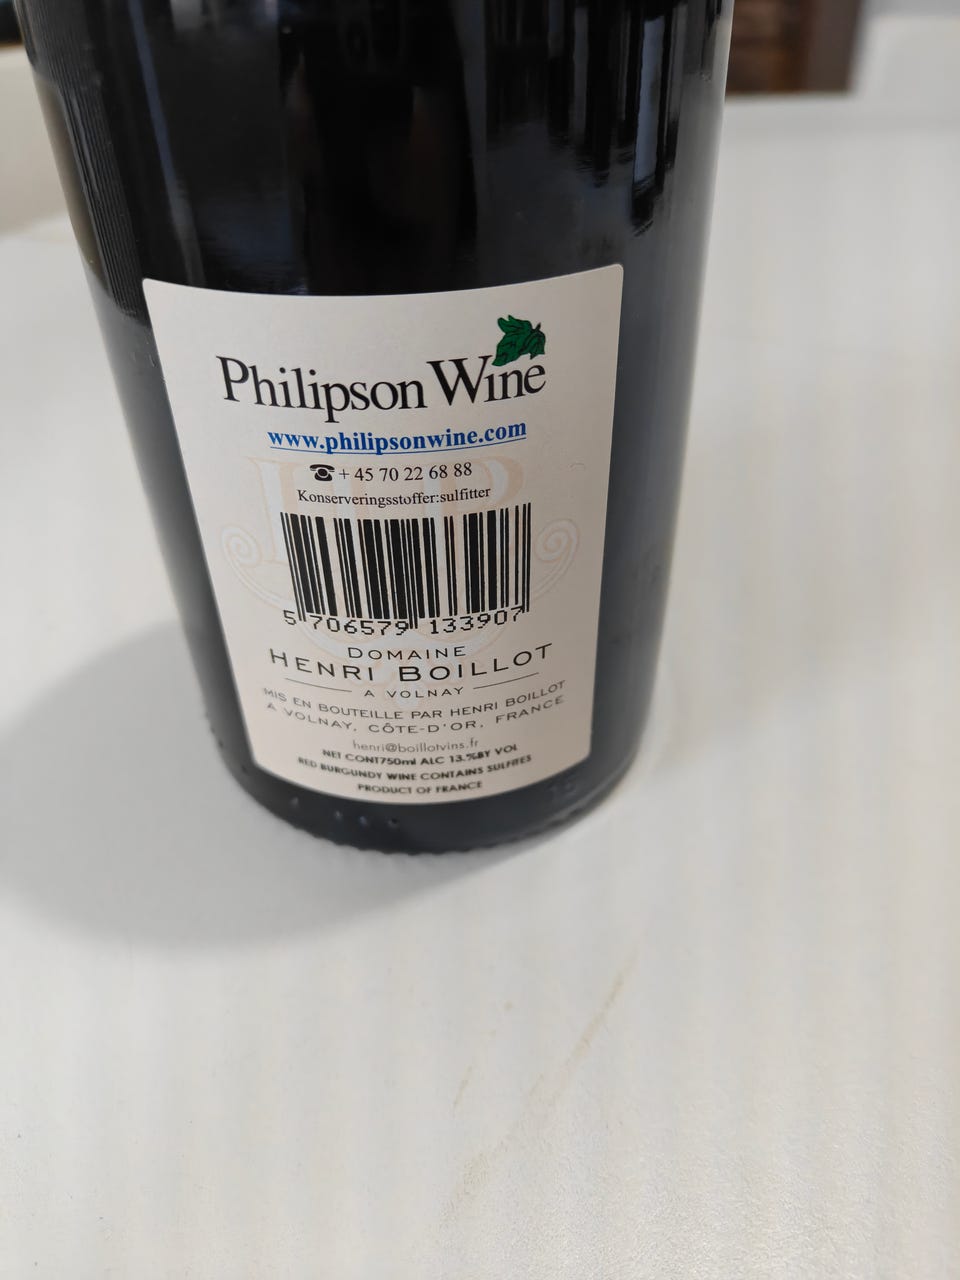 Philipson Wine
www.philipsonwine.com
☎ + 45 70 22 68 88
Konserveringsstoffer:sulfitter
5 706579 133907
DOMAINE
HENRI BOILLOT
A VOLNAY
MIS EN BOUTEILLE PAR HENRI BOILLOT
A VOLNAY, CÔTE-D'OR, FRANCE
henri@boillotvins.fr
NET CONT750ml ALC 13.%BY VOL
RED BURGUNDY WINE CONTAINS SULFITES
PRODUCT OF FRANCE